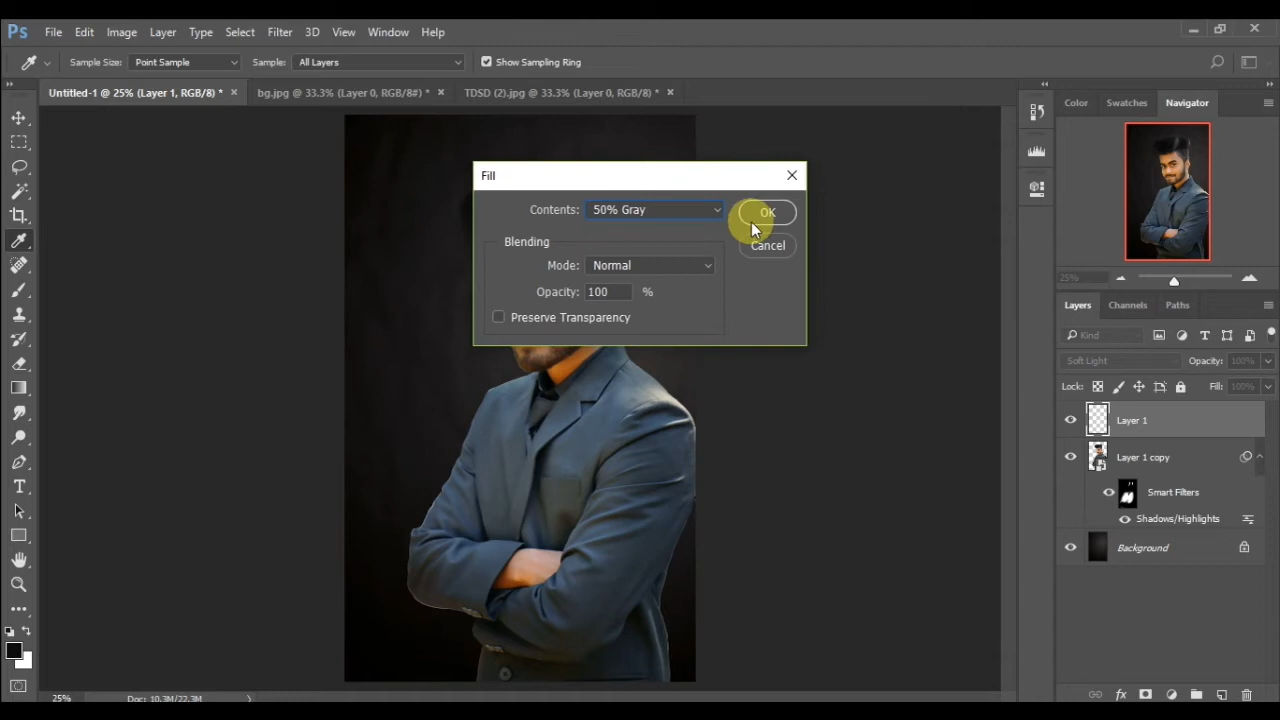 Ps File Edit Image Layer Type Select Filter 3D View Window Help
Sample Size: Point Sample Sample: All Layers Show Sampling Ring
Untitled-1 @ 25% (Layer 1, RGB/8) * × bg.jpg @ 33.3% (Layer 0, RGB/8#) * × TDSD (2).jpg @ 33.3% (Layer 0, RGB/8) * ×
Color Swatches Navigator
Fill
Contents: 50% Gray OK
Blending Cancel
Mode: Normal
Opacity: 100 %
Preserve Transparency
25%
Layers Channels Paths
Kind
Soft Light Opacity: 100%
Lock: Fill: 100%
Layer 1
Layer 1 copy
Smart Filters
Shadows/Highlights
Background
25% Doc: 10.3M/22.3M